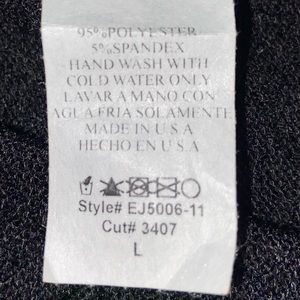 95% POLYESTER
5% SPANDEX
HAND WASH WITH
COLD WATER ONLY
LAVAR A MANO CON
AGUA FRIA SOLAMENTE
MADE IN U S A
HECHO EN U S A
Style# EJ5006-11
Cut# 3407
L